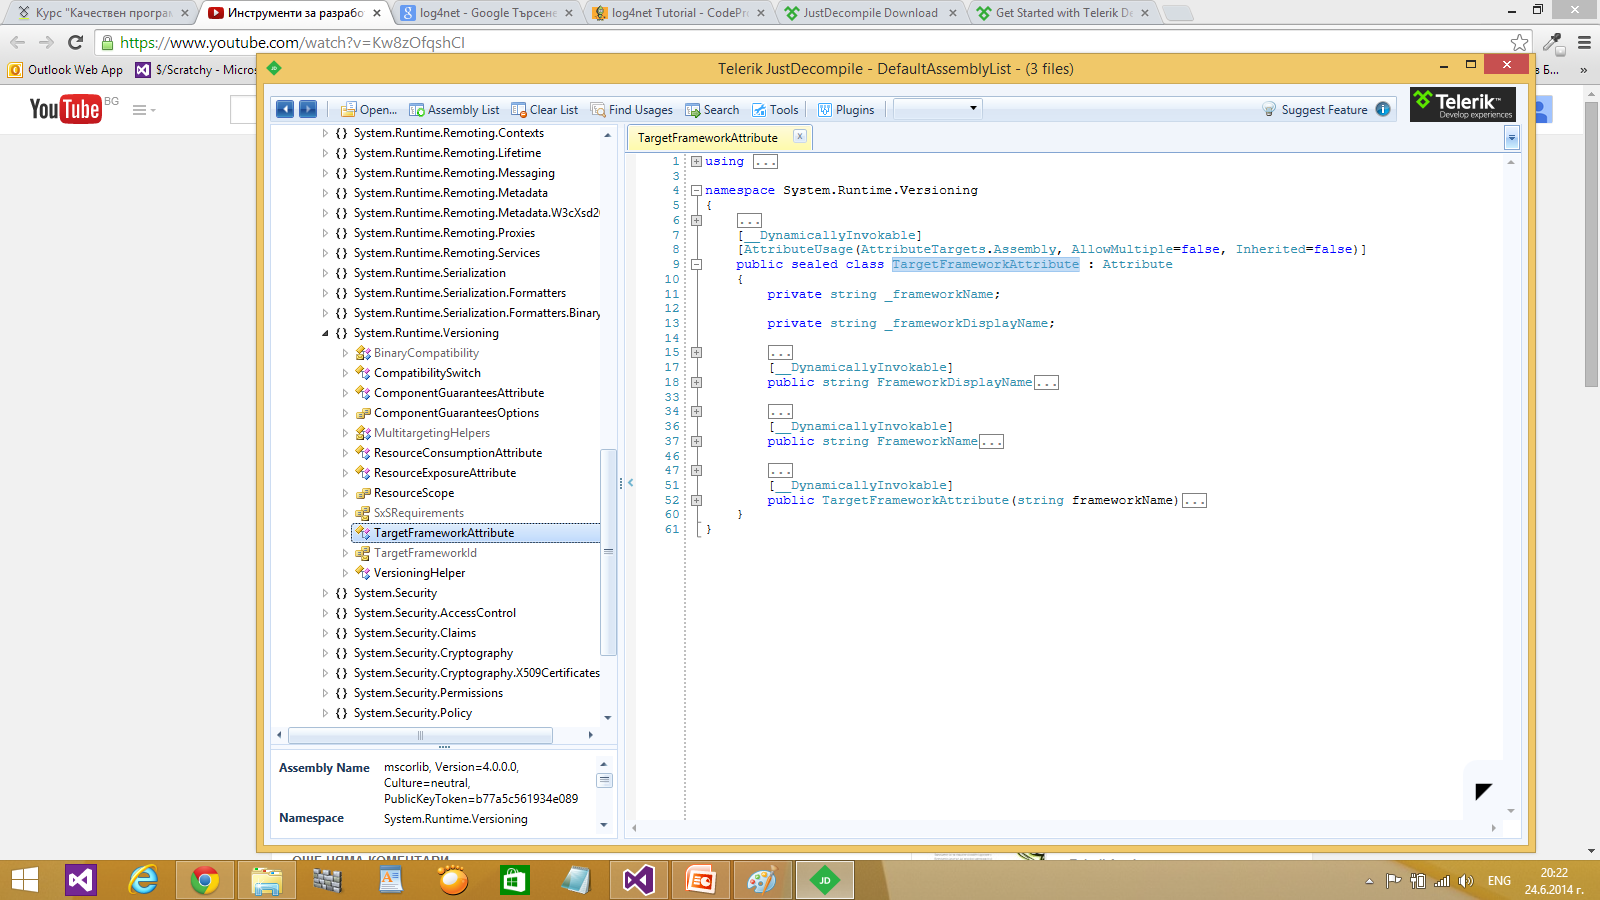 Курс "Качествен програм
Инструменти за разрабо
log4net - Google Търсене
log4net Tutorial - CodePro
JustDecompile Download
Get Started with Telerik De
https://www.youtube.com/watch?v=Kw8zOfqshCI
Outlook Web App
$/Scratchy - Micros
в Б...
»
Telerik JustDecompile - DefaultAssemblyList - (3 files)
YouTube BG
Open...
Assembly List
Clear List
Find Usages
Search
Tools
Plugins
Suggest Feature
Telerik™
Develop experiences
{} System.Runtime.Remoting.Contexts
{} System.Runtime.Remoting.Lifetime
{} System.Runtime.Remoting.Messaging
{} System.Runtime.Remoting.Metadata
{} System.Runtime.Remoting.Metadata.W3cXsd2
{} System.Runtime.Remoting.Proxies
{} System.Runtime.Remoting.Services
{} System.Runtime.Serialization
{} System.Runtime.Serialization.Formatters
{} System.Runtime.Serialization.Formatters.Binary
{} System.Runtime.Versioning
BinaryCompatibility
CompatibilitySwitch
ComponentGuaranteesAttribute
ComponentGuaranteesOptions
MultitargetingHelpers
ResourceConsumptionAttribute
ResourceExposureAttribute
ResourceScope
SxSRequirements
TargetFrameworkAttribute
TargetFrameworkId
VersioningHelper
{} System.Security
{} System.Security.AccessControl
{} System.Security.Claims
{} System.Security.Cryptography
{} System.Security.Cryptography.X509Certificates
{} System.Security.Permissions
{} System.Security.Policy
Assembly Name mscorlib, Version=4.0.0.0,
Culture=neutral,
PublicKeyToken=b77a5c561934e089
Namespace System.Runtime.Versioning
TargetFrameworkAttribute
1 using ...
3
4 namespace System.Runtime.Versioning
5 {
6 ...
7 [__DynamicallyInvokable]
8 [AttributeUsage(AttributeTargets.Assembly, AllowMultiple=false, Inherited=false)]
9 public sealed class TargetFrameworkAttribute : Attribute
10 {
11 private string _frameworkName;
12
13 private string _frameworkDisplayName;
14
15 ...
17 [__DynamicallyInvokable]
18 public string FrameworkDisplayName...
33
34 ...
36 [__DynamicallyInvokable]
37 public string FrameworkName...
46
47 ...
51 [__DynamicallyInvokable]
52 public TargetFrameworkAttribute(string frameworkName)...
60 }
61 }
ОЩЕ НЯМА КОМЕНТАРИ
JD
ENG
20:22
24.6.2014 г.